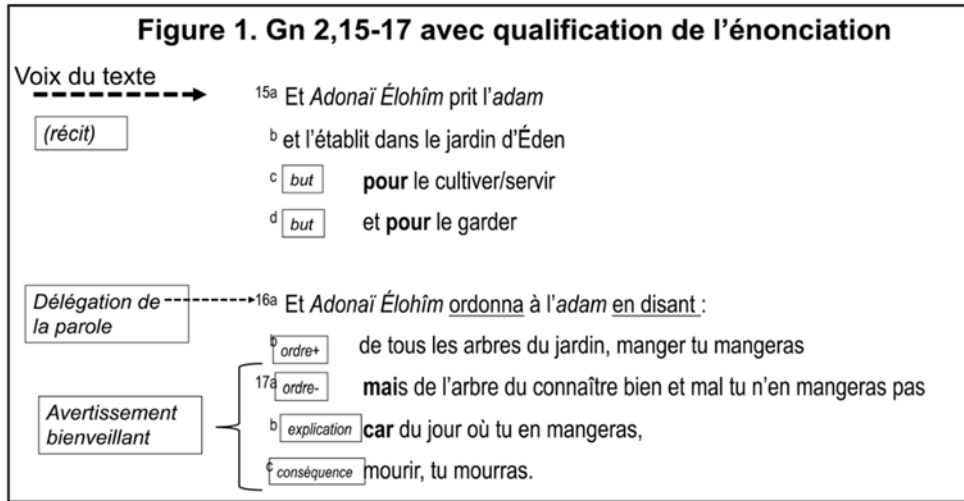 Figure 1. Gn 2,15-17 avec qualification de l'énonciation
Voix du texte
15a Et Adonaï Élohîm prit l'adam
(récit)
b et l'établit dans le jardin d'Éden
c but pour le cultiver/servir
d but et pour le garder
Délégation de la parole
16a Et Adonaï Élohîm ordonna à l'adam en disant :
b ordre+ de tous les arbres du jardin, manger tu mangeras
17a ordre- mais de l'arbre du connaître bien et mal tu n'en mangeras pas
Avertissement bienveillant
b explication car du jour où tu en mangeras,
c conséquence mourir, tu mourras.